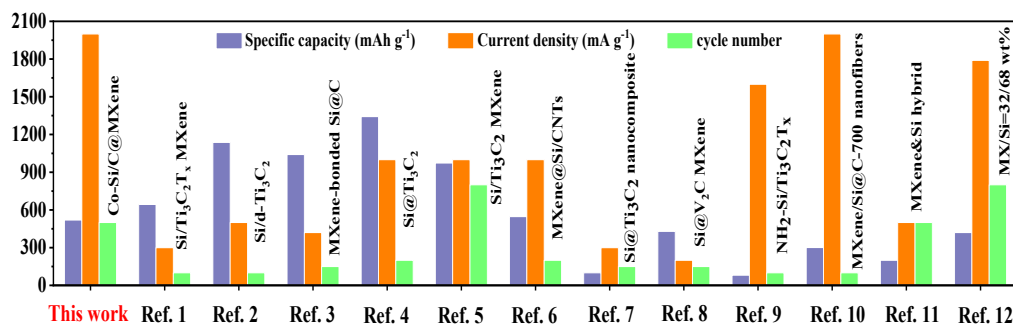 2100
1800
1500
1200
900
600
300
0
Specific capacity (mAh g⁻¹) Current density (mA g⁻¹) cycle number
Co-Si/C@MXene
Si/Ti₃C₂Tₓ MXene
Si/d-Ti₃C₂
MXene-bonded Si@C
Si@Ti₃C₂
Si/Ti₃C₂ MXene
MXene@Si/CNTs
Si@Ti₃C₂ nanocomposite
Si@V₂C MXene
NH₂-Si/Ti₃C₂Tₓ
MXene/Si@C-700 nanofibers
MXene&Si hybrid
MX/Si=32/68 wt%
This work Ref. 1 Ref. 2 Ref. 3 Ref. 4 Ref. 5 Ref. 6 Ref. 7 Ref. 8 Ref. 9 Ref. 10 Ref. 11 Ref. 12